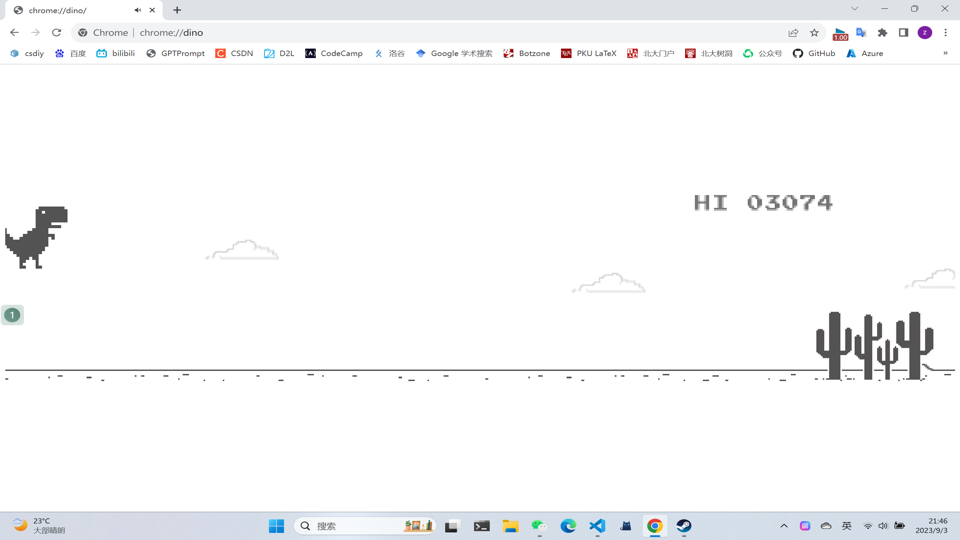 chrome://dino/
Chrome | chrome://dino
1.00
z
csdiy 百度 bilibili GPTPrompt CSDN D2L CodeCamp 洛谷 Google 学术搜索 Botzone PKU LaTeX 北大门户 北大树洞 公众号 GitHub Azure »
HI 03074
1
23°C
大部晴朗
搜索
英
21:46
2023/9/3